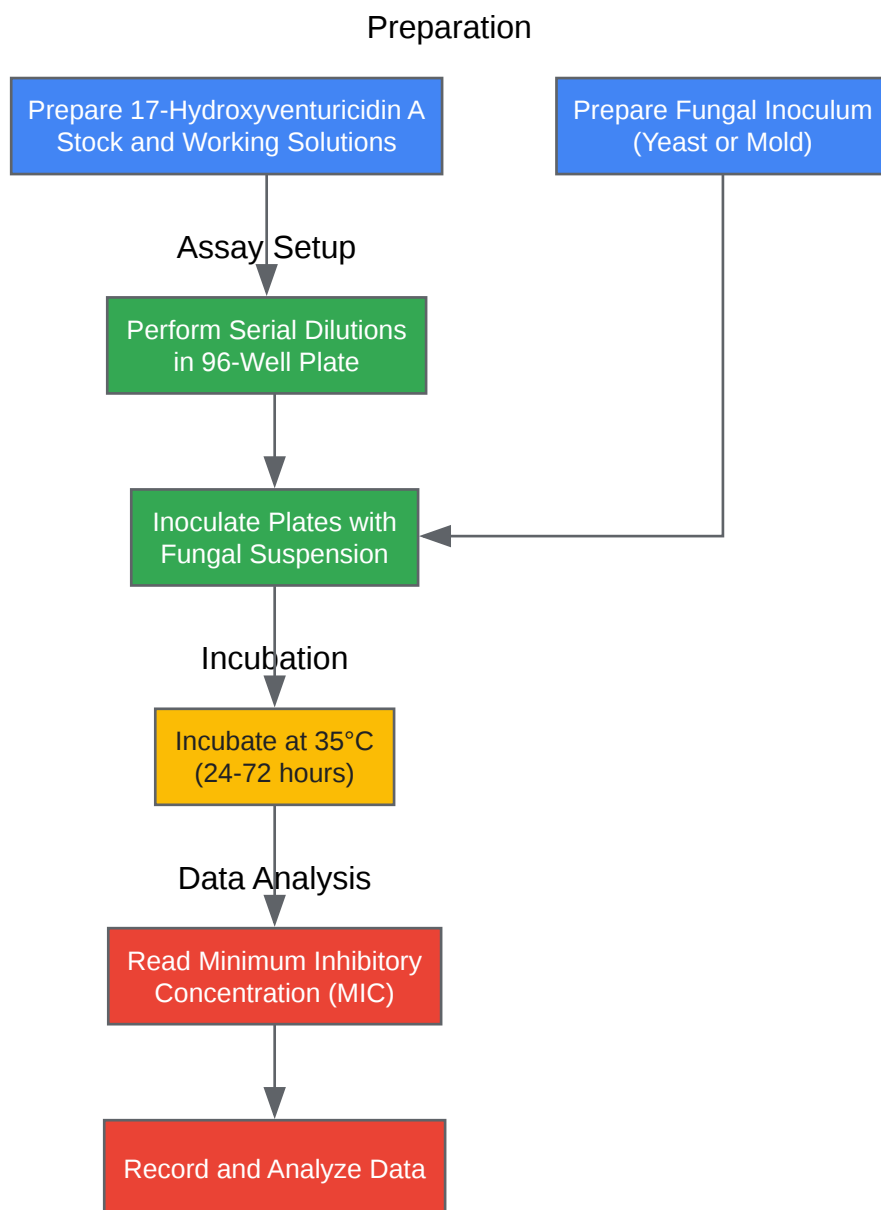 Preparation
Prepare 17-Hydroxyventuricidin A
Stock and Working Solutions
Prepare Fungal Inoculum
(Yeast or Mold)
Assay Setup
Perform Serial Dilutions
in 96-Well Plate
Inoculate Plates with
Fungal Suspension
Incubation
Incubate at 35°C
(24-72 hours)
Data Analysis
Read Minimum Inhibitory
Concentration (MIC)
Record and Analyze Data